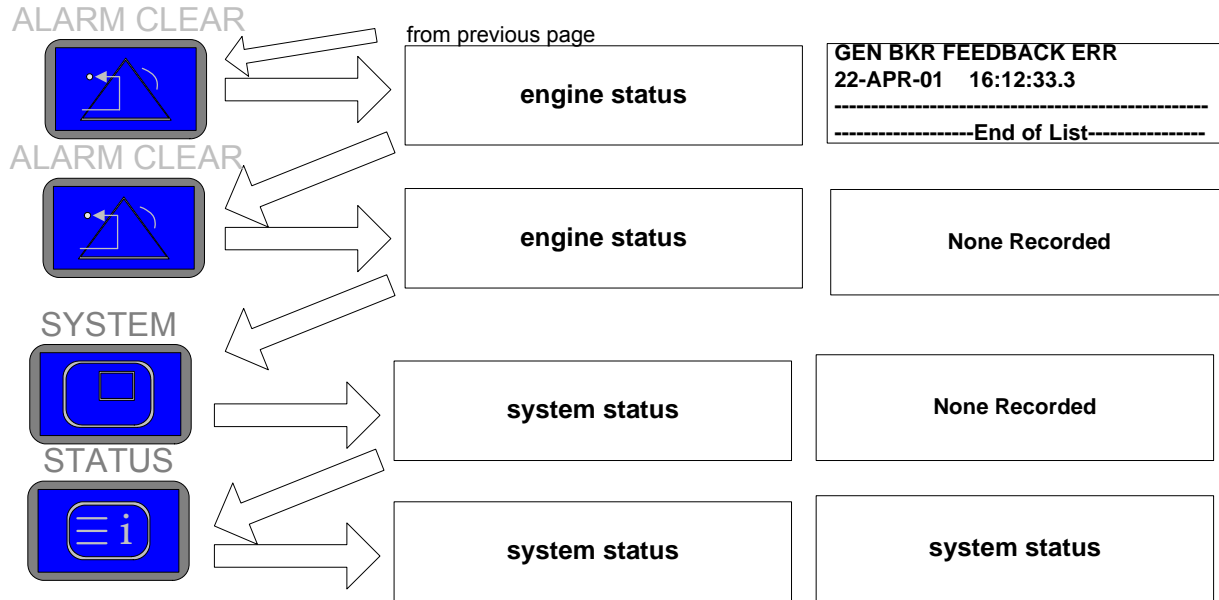 ALARM CLEAR
from previous page
engine status
GEN BKR FEEDBACK ERR
22-APR-01 16:12:33.3
---------------------------------------------------
-------------------End of List----------------
ALARM CLEAR
engine status
None Recorded
SYSTEM
system status
None Recorded
STATUS
i
system status
system status